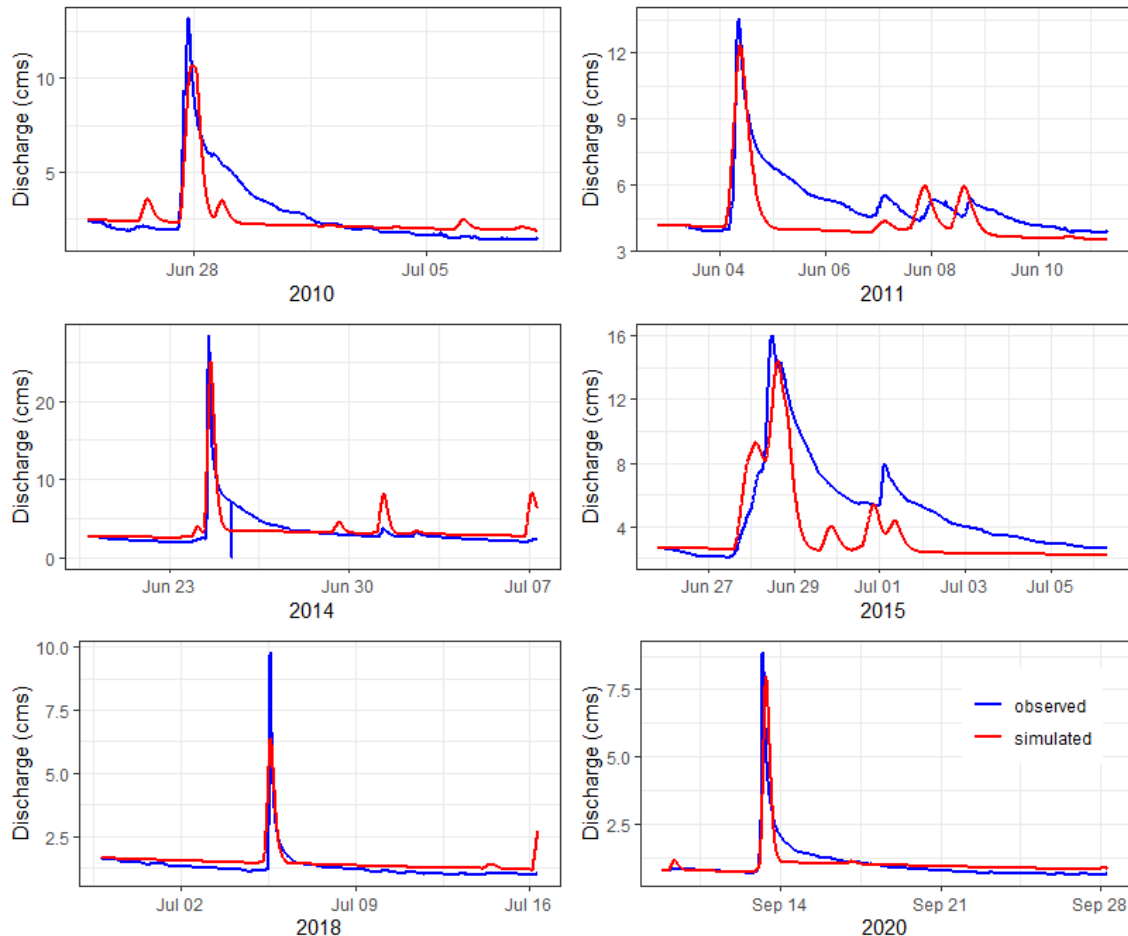 Discharge (cms)
10
5
Jun 28
Jul 05
2010
Discharge (cms)
12
9
6
3
Jun 04
Jun 06
Jun 08
Jun 10
2011
Discharge (cms)
20
10
0
Jun 23
Jun 30
Jul 07
2014
Discharge (cms)
16
12
8
4
Jun 27
Jun 29
Jul 01
Jul 03
Jul 05
2015
Discharge (cms)
10.0
7.5
5.0
2.5
Jul 02
Jul 09
Jul 16
2018
Discharge (cms)
7.5
5.0
2.5
observed
simulated
Sep 14
Sep 21
Sep 28
2020